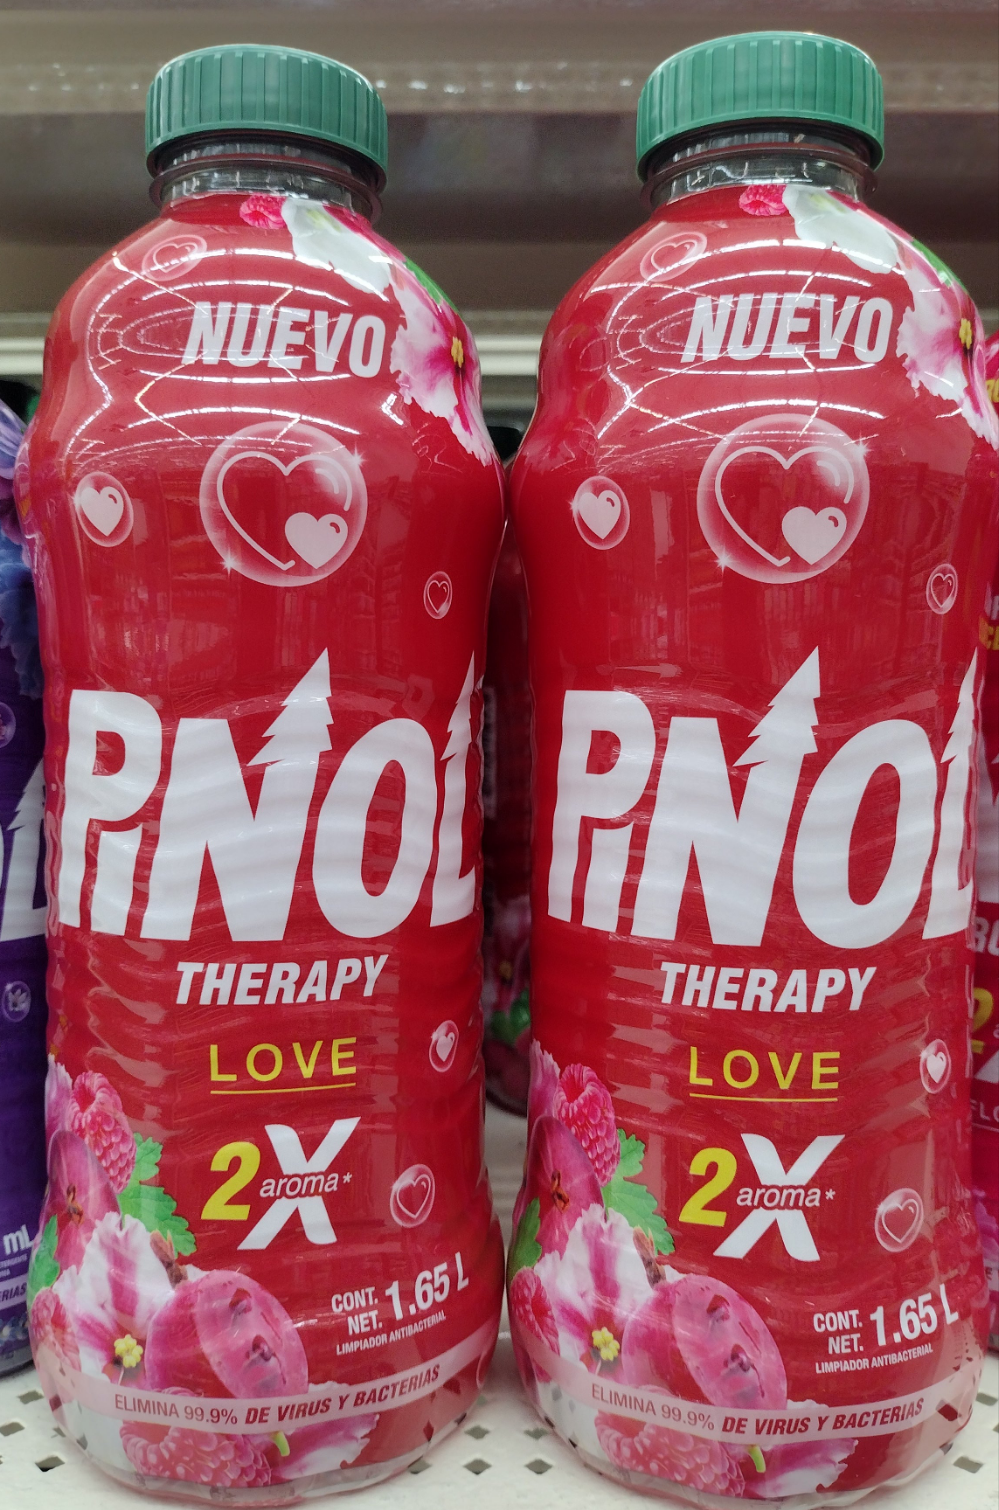 NUEVO
PINOL
THERAPY
LOVE
2X
aroma*
CONT.
NET. 1.65 L
LIMPIADOR ANTIBACTERIAL
ELIMINA 99.9% DE VIRUS Y BACTERIAS
NUEVO
PINOL
THERAPY
LOVE
2X
aroma*
CONT.
NET. 1.65 L
LIMPIADOR ANTIBACTERIAL
ELIMINA 99.9% DE VIRUS Y BACTERIAS
mL